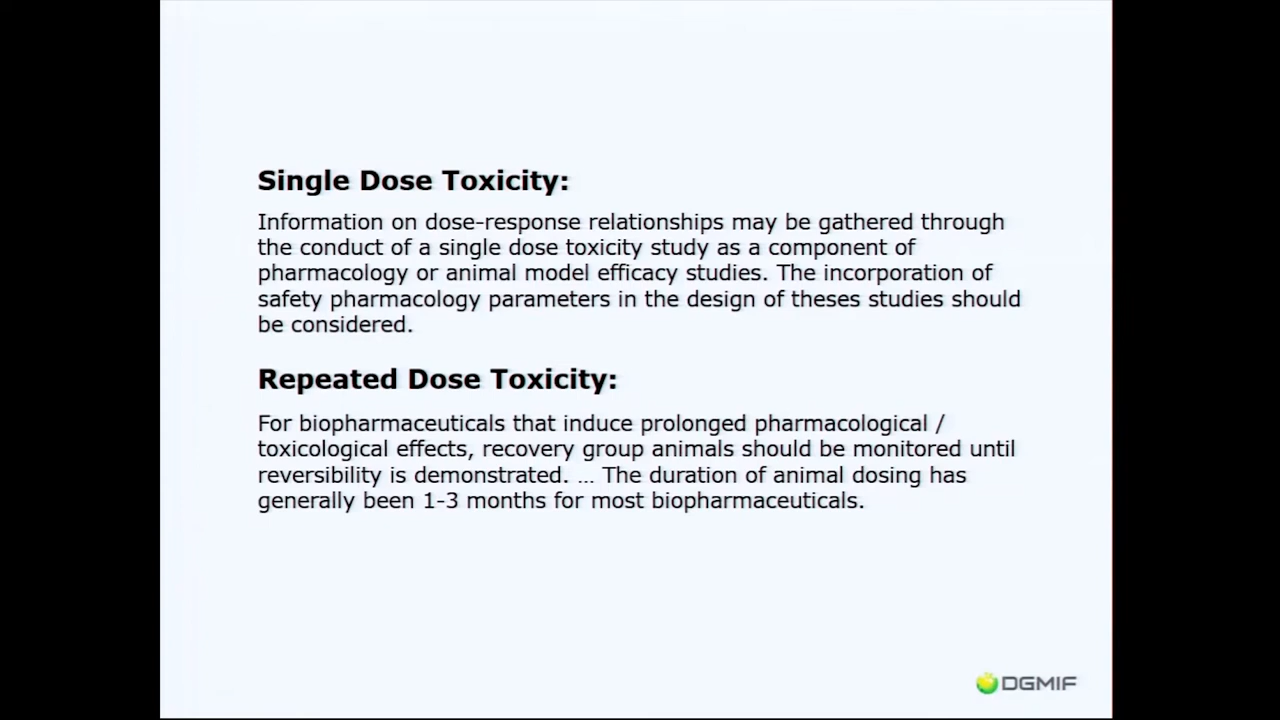 Single Dose Toxicity:
Information on dose-response relationships may be gathered through
the conduct of a single dose toxicity study as a component of
pharmacology or animal model efficacy studies. The incorporation of
safety pharmacology parameters in the design of theses studies should
be considered.
Repeated Dose Toxicity:
For biopharmaceuticals that induce prolonged pharmacological /
toxicological effects, recovery group animals should be monitored until
reversibility is demonstrated. … The duration of animal dosing has
generally been 1-3 months for most biopharmaceuticals.
DGMIF